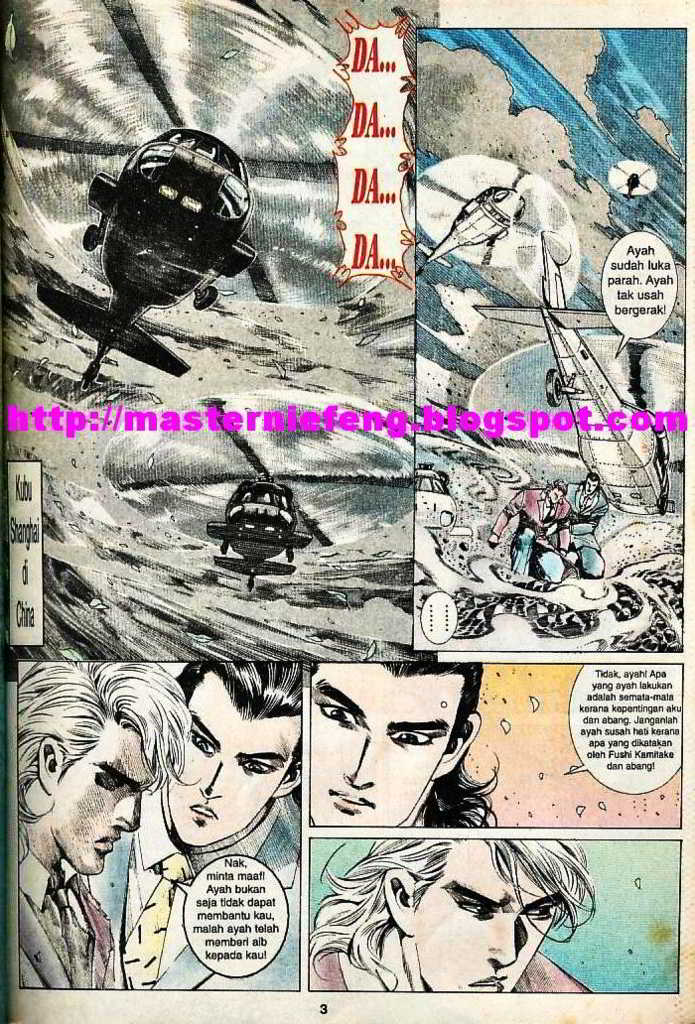 DA...
DA...
DA...
DA...
Ayah
sudah luka
parah. Ayah
tak usah
bergerak!
http://masterniefeng.blogspot.com
Kubu
Shanghai
di
China
......
Nak,
minta maaf!
Ayah bukan
saja tidak dapat
membantu kau,
malah ayah telah
memberi aib
kepada kau!
Tidak, ayah! Apa
yang ayah lakukan
adalah semata-mata
kerana kepentingan aku
dan abang. Janganlah
ayah susah hati kerana
apa yang dikatakan
oleh Fushi Kamitake
dan abang!
3